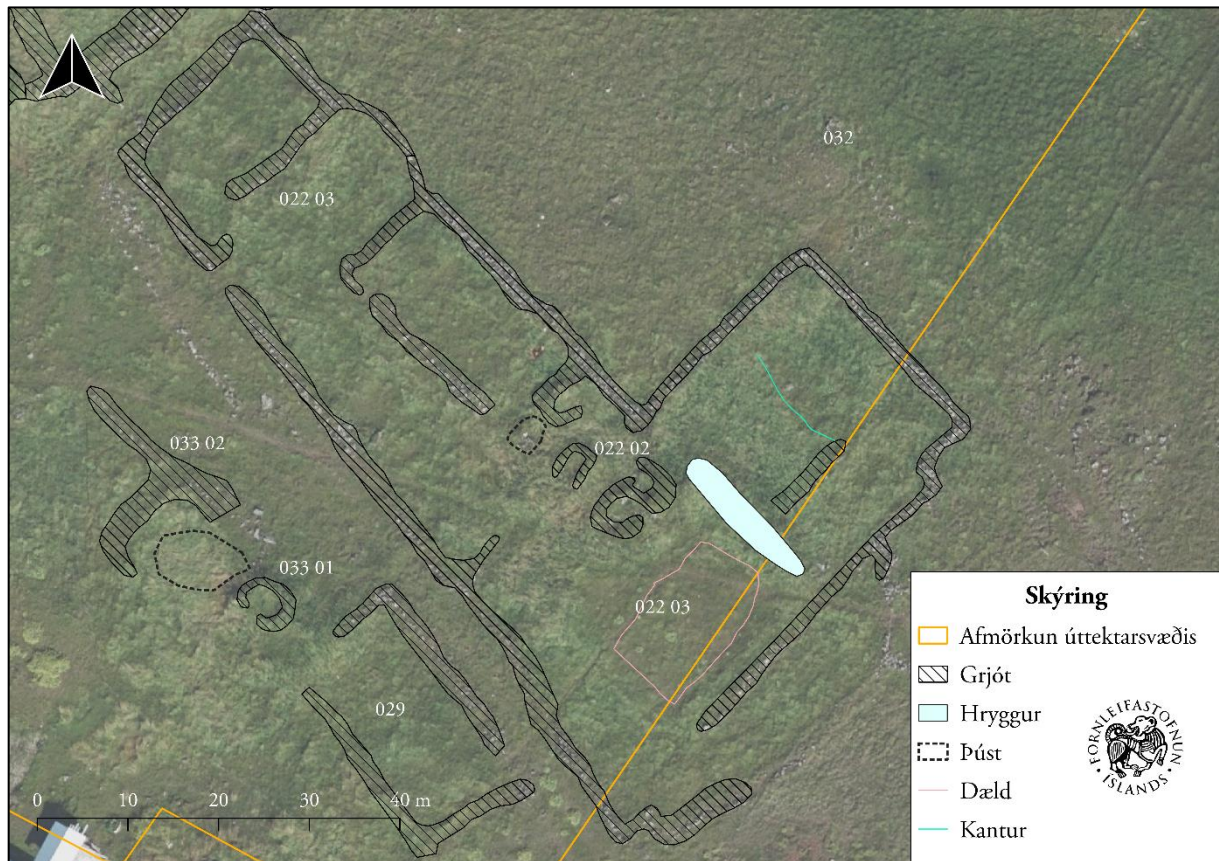 032
022 03
033 02
022 02
033 01
022 03
029
0 10 20 30 40 m
Skýring
Afmörkun úttektarsvæðis
Grjót
Hryggur
Þúst
Dæld
Kantur
FORNLEIFASTOFNUN
ÍSLANDS